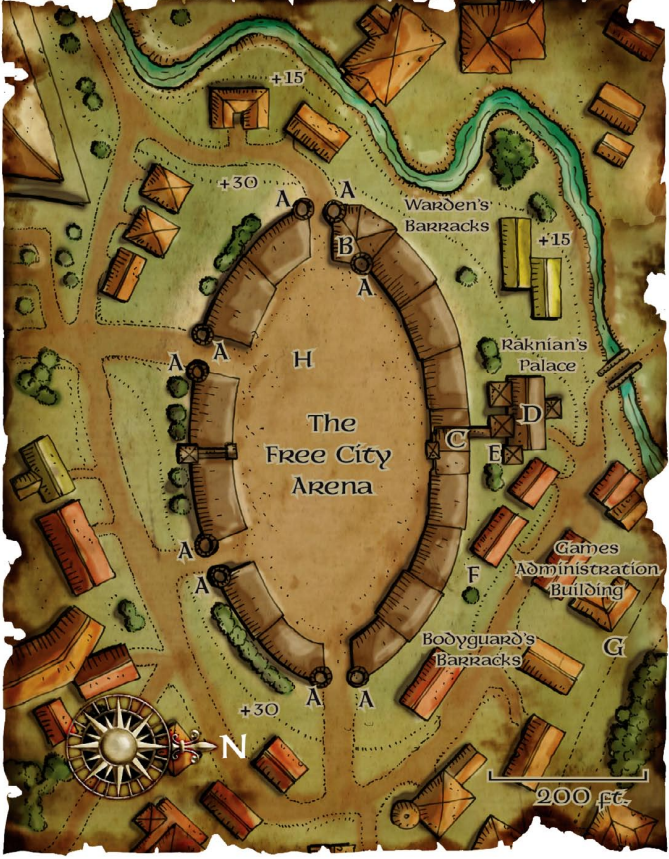 +15
+30
A
A
Warden's
Barracks
B
+15
A
Raknian's
Palace
A
A
H
D
The
Free City
Arena
C
E
A
A
F
Games
Administration
Building
G
Bodyguard's
Barracks
A
A
+30
N
200 ft.